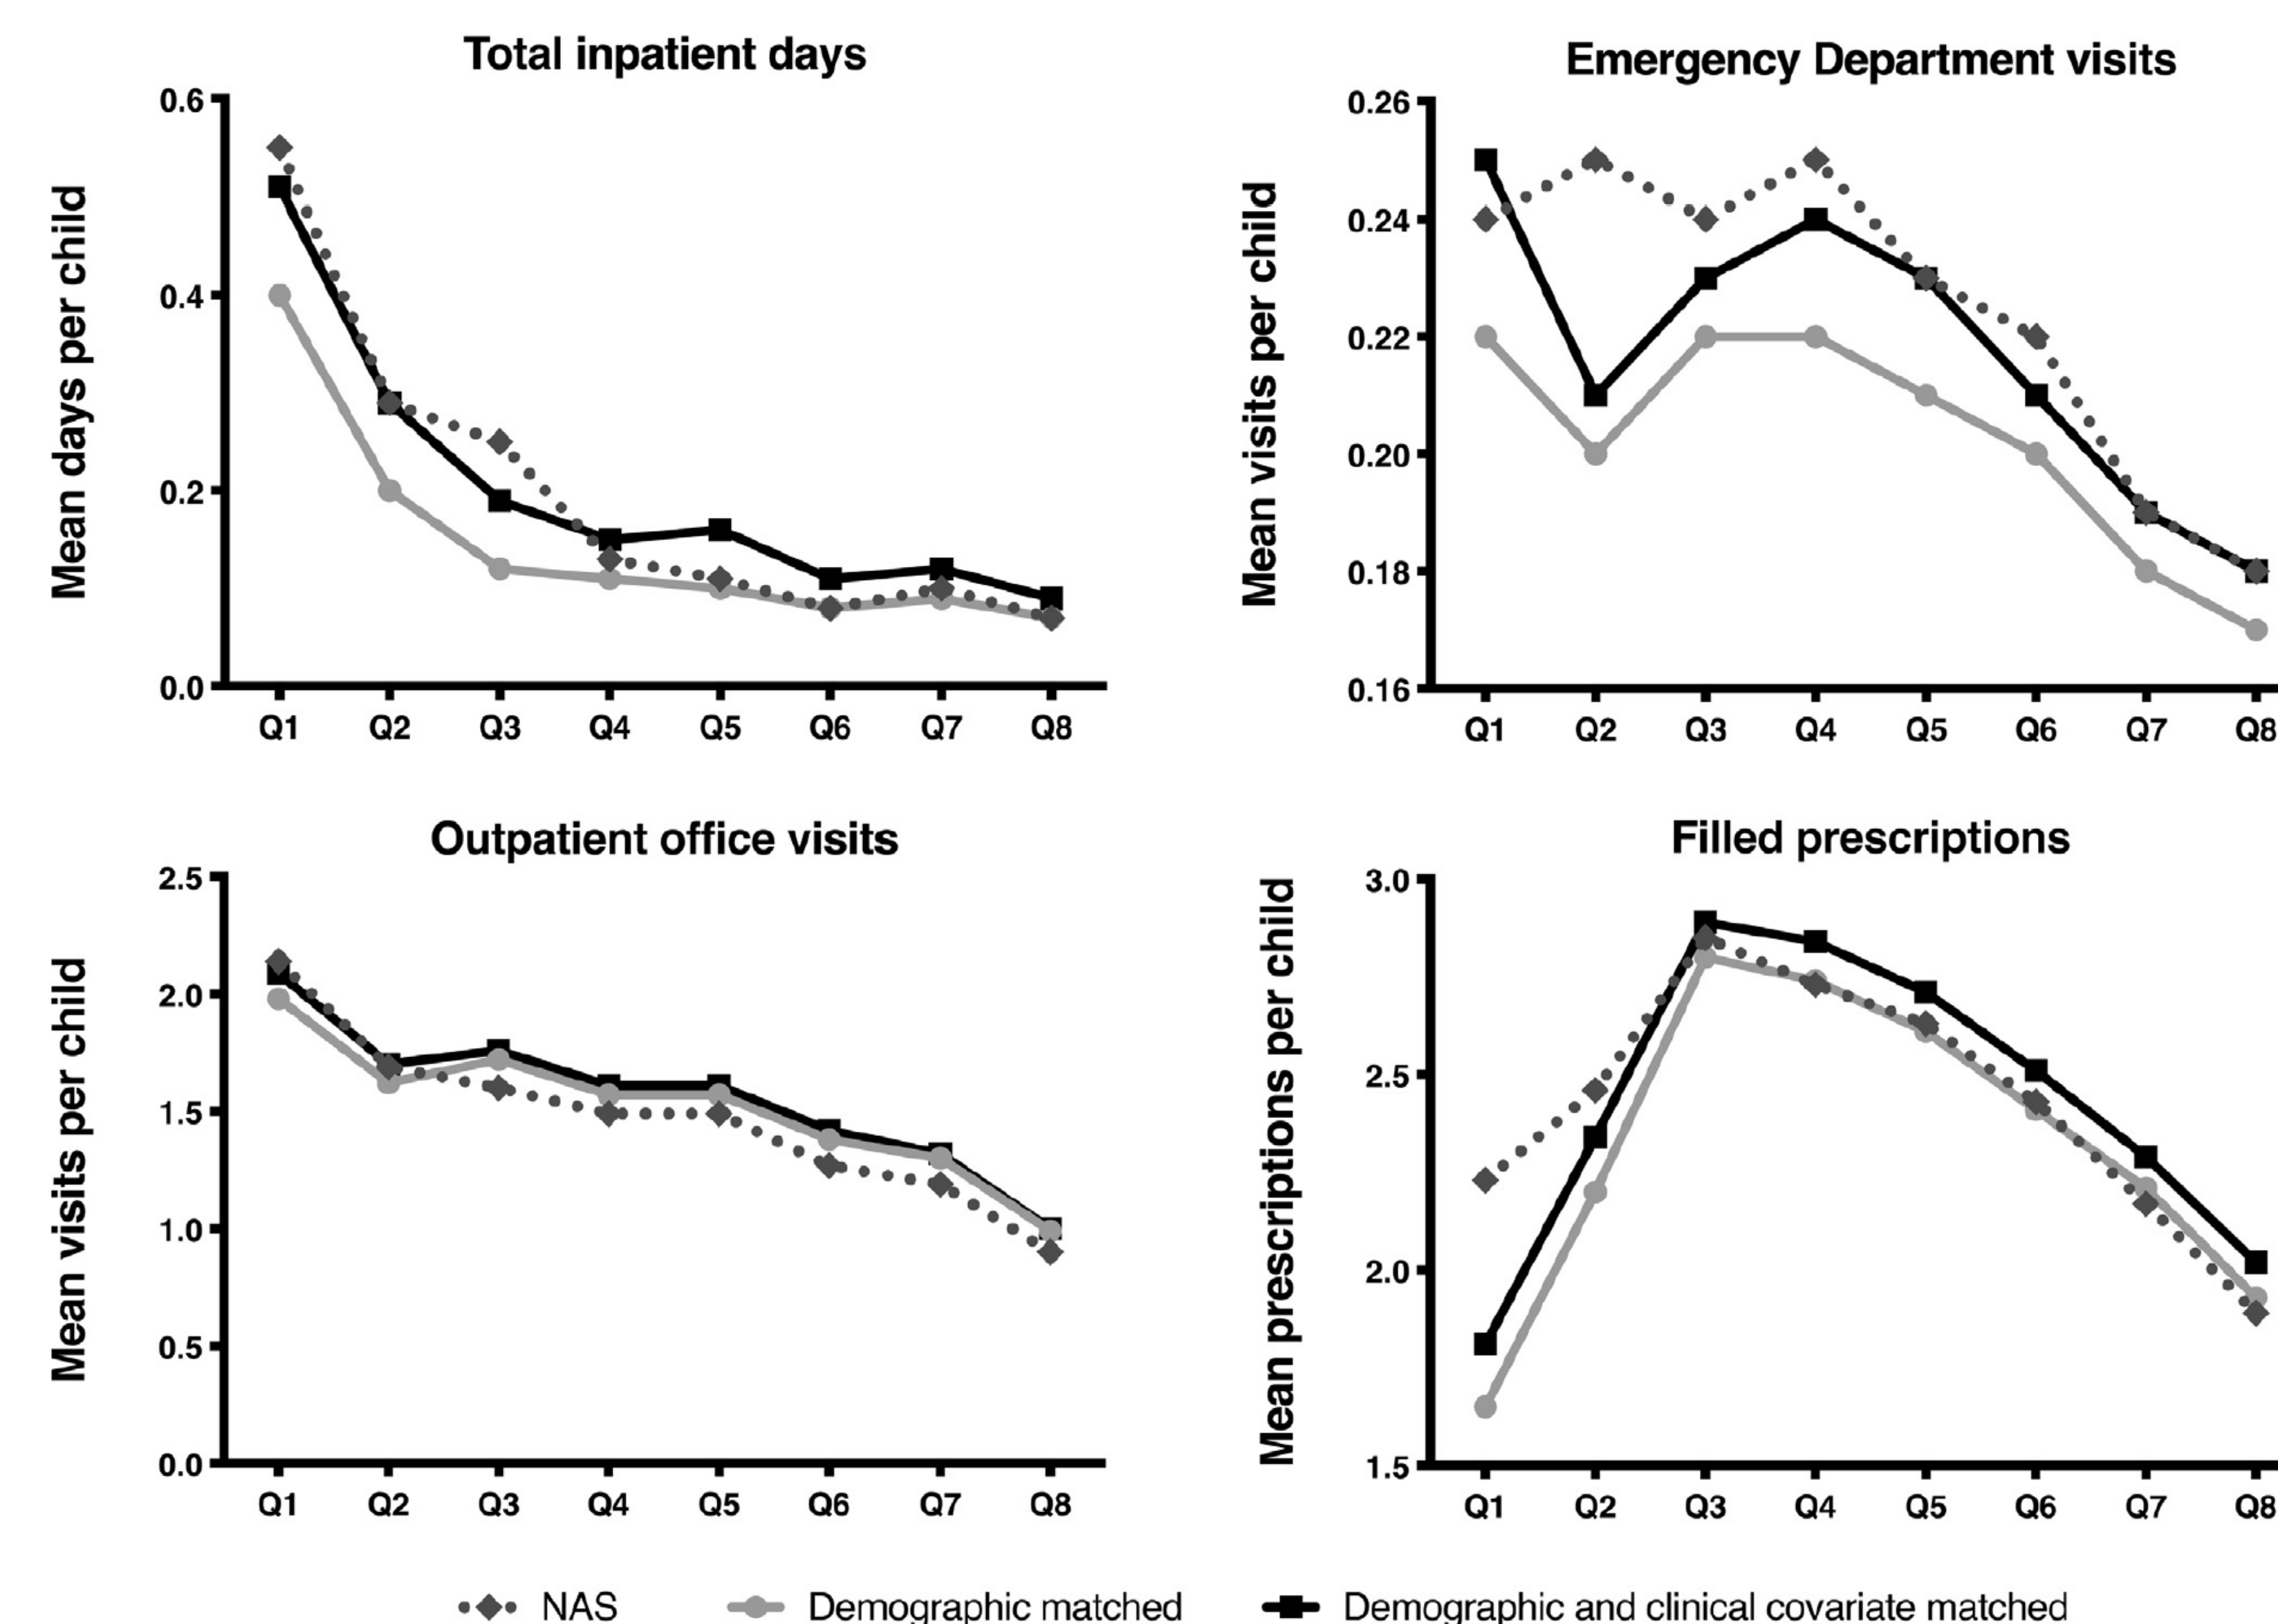 Total inpatient days
Mean days per child
0.6
0.4
0.2
0.0
Q1 Q2 Q3 Q4 Q5 Q6 Q7 Q8
Emergency Department visits
Mean visits per child
0.26
0.24
0.22
0.20
0.18
0.16
Q1 Q2 Q3 Q4 Q5 Q6 Q7 Q8
Outpatient office visits
Mean visits per child
2.5
2.0
1.5
1.0
0.5
0.0
Q1 Q2 Q3 Q4 Q5 Q6 Q7 Q8
Filled prescriptions
Mean prescriptions per child
3.0
2.5
2.0
1.5
Q1 Q2 Q3 Q4 Q5 Q6 Q7 Q8
NAS Demographic matched Demographic and clinical covariate matched